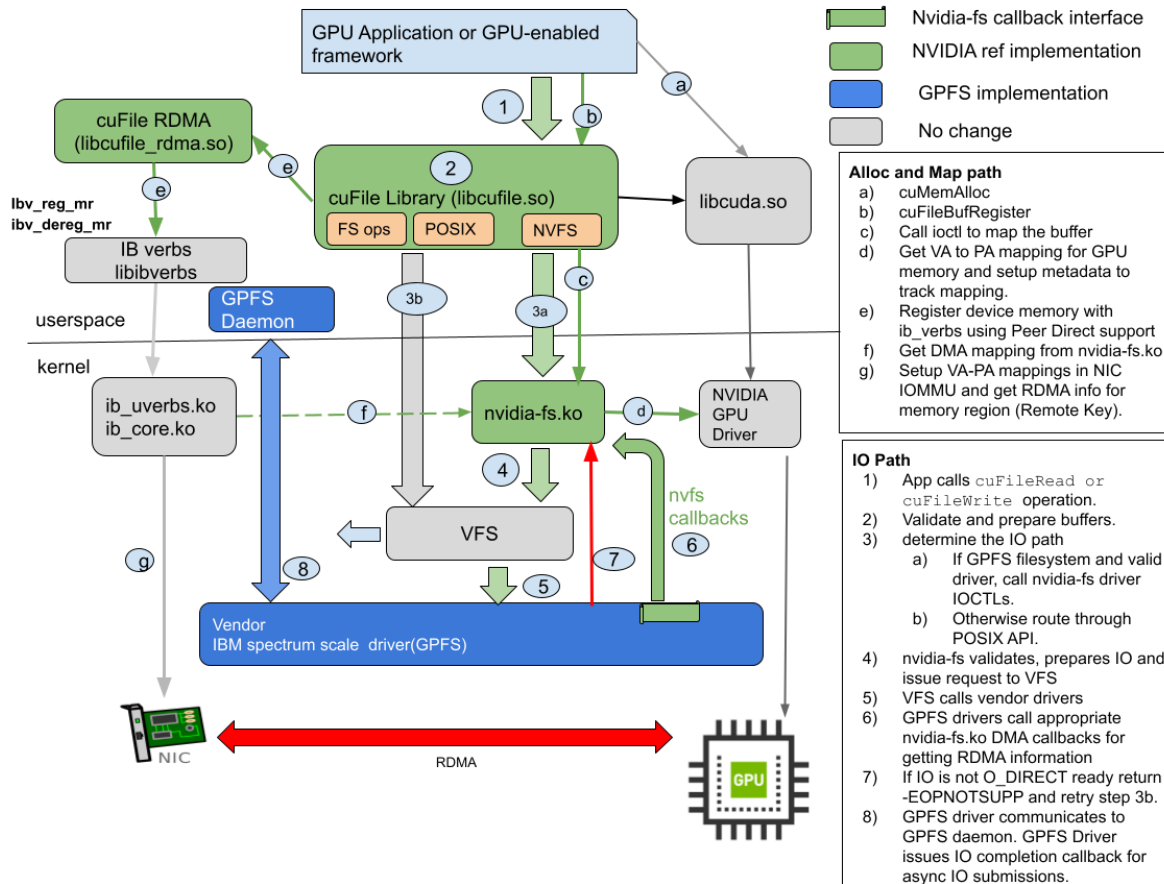 GPU Application or GPU-enabled
framework
Nvidia-fs callback interface
NVIDIA ref implementation
GPFS implementation
No change
1
b
a
cuFile RDMA
(libcufile_rdma.so)
e
e
2
cuFile Library (libcufile.so)
FS ops
POSIX
NVFS
libcuda.so
Ibv_reg_mr
ibv_dereg_mr
IB verbs
libibverbs
GPFS
Daemon
3b
3a
c
userspace
kernel
ib_uverbs.ko
ib_core.ko
f
nvidia-fs.ko
d
NVIDIA
GPU
Driver
4
nvfs
callbacks
VFS
g
8
5
7
6
Vendor
IBM spectrum scale driver(GPFS)
NIC
RDMA
GPU
Alloc and Map path
a) cuMemAlloc
b) cuFileBufRegister
c) Call ioctl to map the buffer
d) Get VA to PA mapping for GPU
memory and setup metadata to
track mapping.
e) Register device memory with
ib_verbs using Peer Direct support
f) Get DMA mapping from nvidia-fs.ko
g) Setup VA-PA mappings in NIC
IOMMU and get RDMA info for
memory region (Remote Key).
IO Path
1) App calls cuFileRead or
cuFileWrite operation.
2) Validate and prepare buffers.
3) determine the IO path
a) If GPFS filesystem and valid
driver, call nvidia-fs driver
IOCTLs.
b) Otherwise route through
POSIX API.
4) nvidia-fs validates, prepares IO and
issue request to VFS
5) VFS calls vendor drivers
6) GPFS drivers call appropriate
nvidia-fs.ko DMA callbacks for
getting RDMA information
7) If IO is not O_DIRECT ready return
-EOPNOTSUPP and retry step 3b.
8) GPFS driver communicates to
GPFS daemon. GPFS Driver
issues IO completion callback for
async IO submissions.